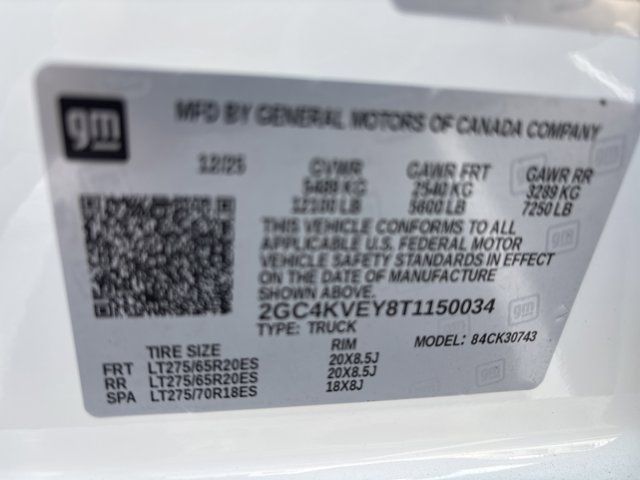 gm
MFD BY GENERAL MOTORS OF CANADA COMPANY
12/25 GVWR GAWR FRT GAWR RR
KG 2540 KG 3289 KG
LB 5600 LB 7250 LB
THIS VEHICLE CONFORMS TO ALL
APPLICABLE U.S. FEDERAL MOTOR
VEHICLE SAFETY STANDARDS IN EFFECT
ON THE DATE OF MANUFACTURE
SHOWN ABOVE.
2GC4KVEY8T1150034
TYPE: TRUCK MODEL: 84CK30743
TIRE SIZE RIM
FRT LT275/65R20ES 20X8.5J
RR LT275/65R20ES 20X8.5J
SPA LT275/70R18ES 18X8J